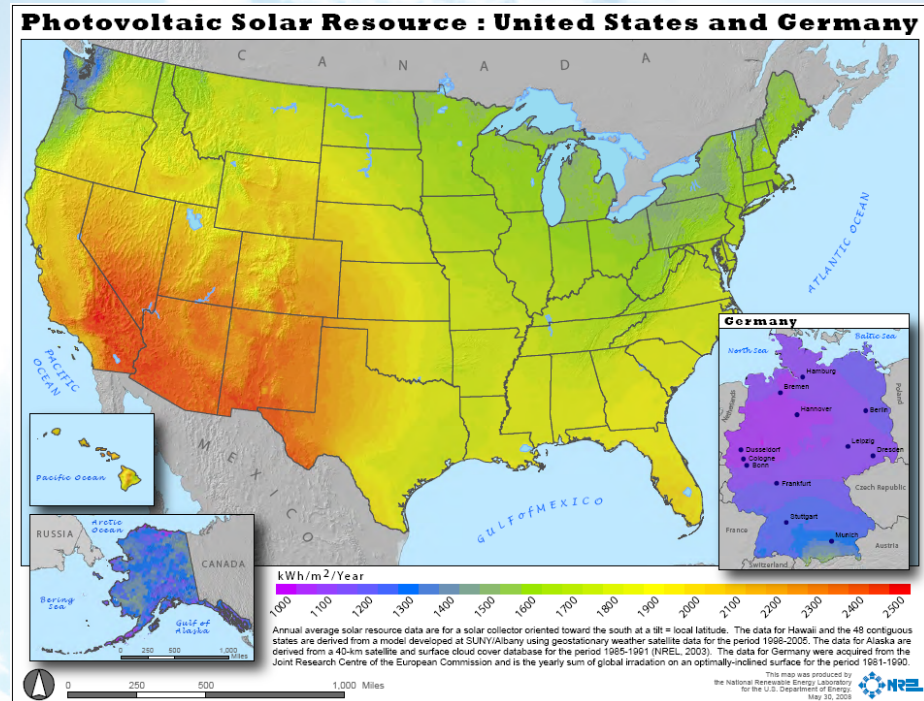 Photovoltaic Solar Resource : United States and Germany
C A N A D A
ATLANTIC OCEAN
PACIFIC OCEAN
MEXICO
GULF of MEXICO
Pacific Ocean
Arctic Ocean
RUSSIA
CANADA
Bering Sea
Gulf of Alaska
0 250 500 1,000 Miles
Germany
North Sea
Baltic Sea
Hamburg
Bremen
Netherlands
Poland
Hannover
Berlin
Leipzig
Dusseldorf
Cologne
Bonn
Dresden
Frankfurt
Czech Republic
Stuttgart
France
Munich
Austria
Switzerland
kWh/m²/Year
1000 1100 1200 1300 1400 1500 1600 1700 1800 1900 2000 2100 2200 2300 2400 2500
Annual average solar resource data are for a solar collector oriented toward the south at a tilt = local latitude. The data for Hawaii and the 48 contiguous
states are derived from a model developed at SUNY/Albany using geostationary weather satellite data for the period 1998-2005. The data for Alaska are
derived from a 40-km satellite and surface cloud cover database for the period 1985-1991 (NREL, 2003). The data for Germany were acquired from the
Joint Research Centre of the European Commission and is the yearly sum of global irradiation on an optimally-inclined surface for the period 1981-1990.
0 250 500 1,000 Miles
This map was produced by
the National Renewable Energy Laboratory
for the U.S. Department of Energy.
May 30, 2008
NREL